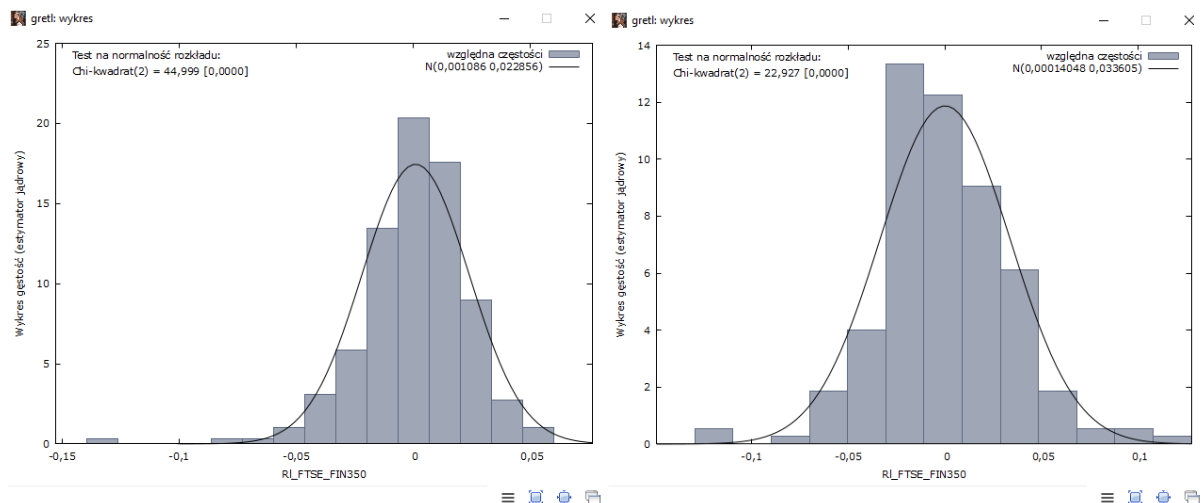 gretl: wykres
Test na normalność rozkładu:
Chi-kwadrat(2) = 44,999 [0,0000]
względna częstości
N(0,001086 0,022856)
Wykres gęstość (estymator jądrowy)
25
20
15
10
5
0
-0,15
-0,1
-0,05
0
0,05
Rl_FTSE_FIN350
gretl: wykres
Test na normalność rozkładu:
Chi-kwadrat(2) = 22,927 [0,0000]
względna częstości
N(0,00014048 0,033605)
Wykres gęstość (estymator jądrowy)
14
12
10
8
6
4
2
0
-0,1
-0,05
0
0,05
0,1
Rl_FTSE_FIN350